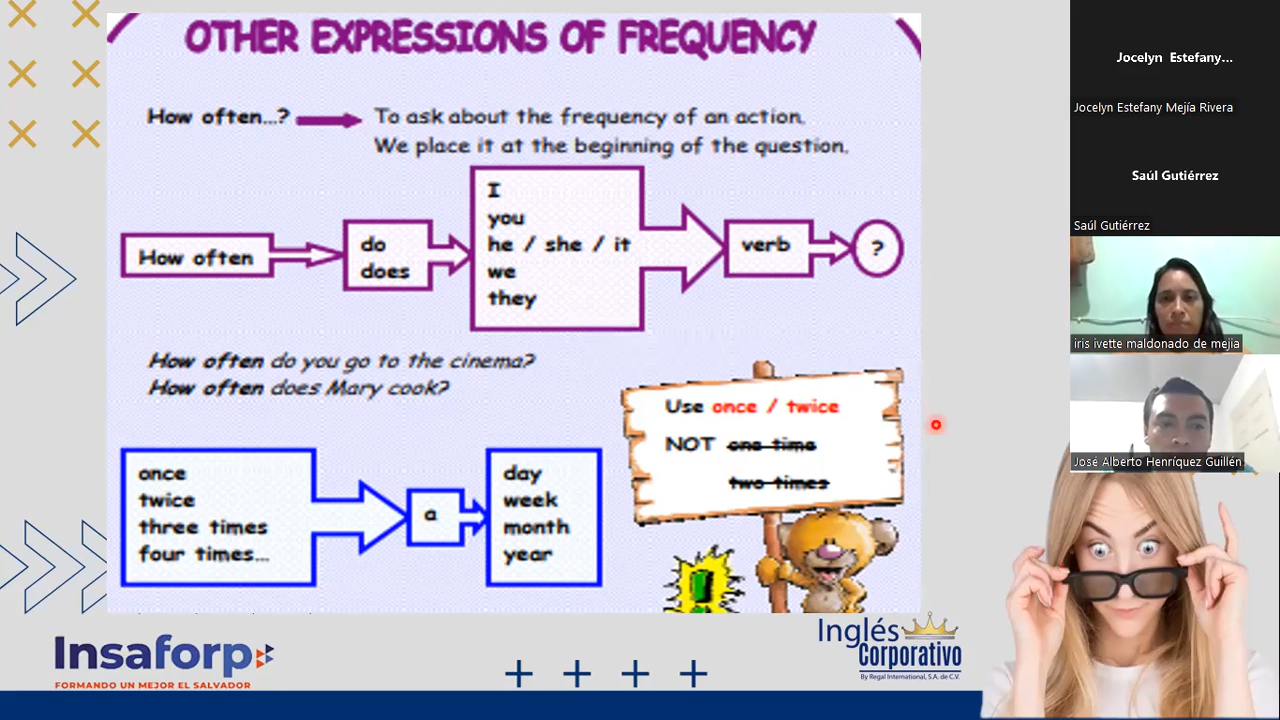 OTHER EXPRESSIONS OF FREQUENCY
How often...?
To ask about the frequency of an action.
We place it at the beginning of the question.
How often
do
does
I
you
he / she / it
we
they
verb
?
How often do you go to the cinema?
How often does Mary cook?
once
twice
three times
four times...
a
day
week
month
year
Use once / twice
NOT one time
two times
Insaforp
FORMANDO UN MEJOR EL SALVADOR
Inglés
Corporativo
By Regal International, S.A. de C.V.
Jocelyn Estefany...
Jocelyn Estefany Mejía Rivera
Saúl Gutiérrez
Saúl Gutiérrez
iris ivette maldonado de mejia
José Alberto Henríquez Guillén